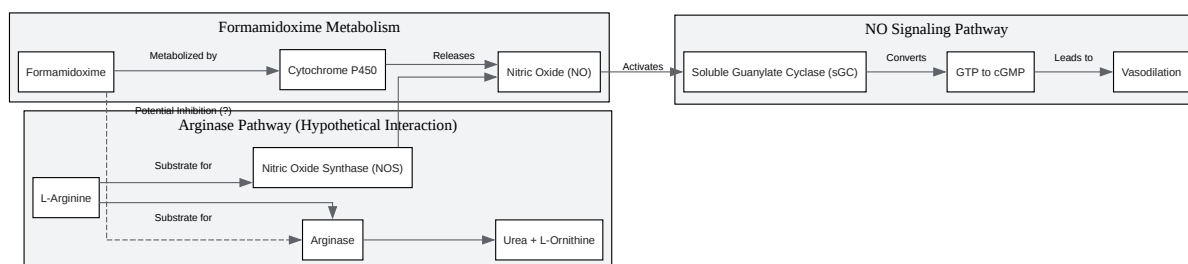 Formamidoxime Metabolism
Formamidoxime
Metabolized by
Cytochrome P450
Releases
Nitric Oxide (NO)
Activates
NO Signaling Pathway
Soluble Guanylate Cyclase (sGC)
Converts
GTP to cGMP
Leads to
Vasodilation
Potential Inhibition (?)
Arginase Pathway (Hypothetical Interaction)
L-Arginine
Substrate for
Nitric Oxide Synthase (NOS)
Substrate for
Arginase
Urea + L-Ornithine